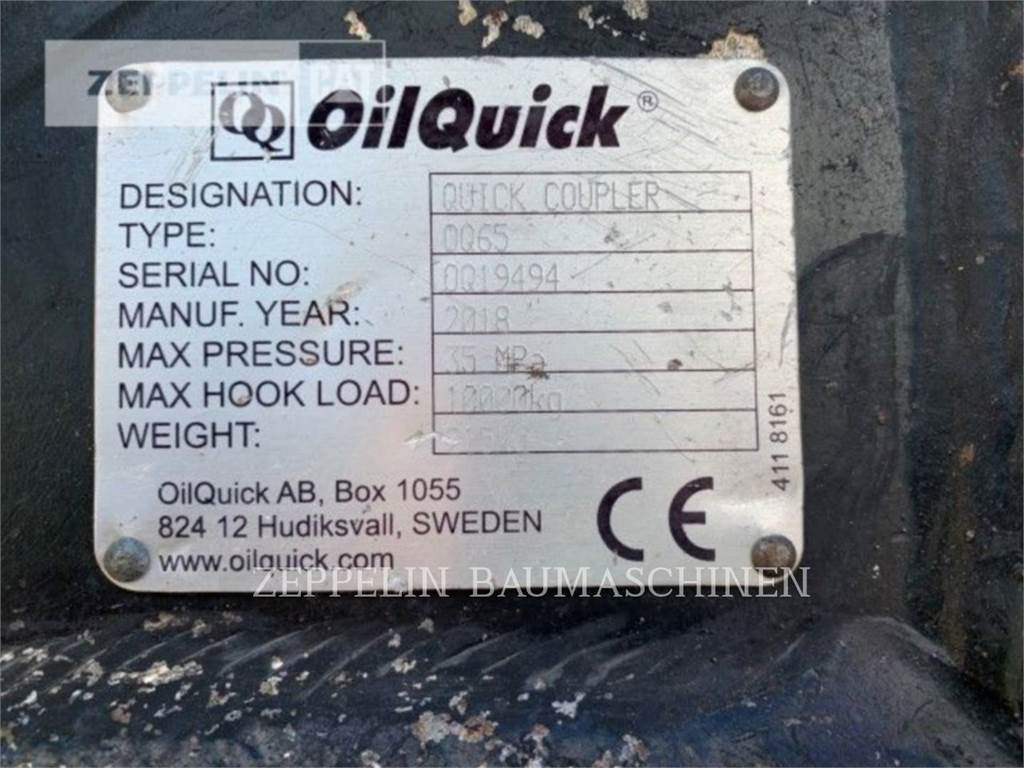 ZEPPELIN CAT
QQ OilQuick®
DESIGNATION: QUICK COUPLER
TYPE: OQ65
SERIAL NO: OQ19494
MANUF. YEAR: 2018
MAX PRESSURE: 35 MPa
MAX HOOK LOAD: 10000kg
WEIGHT:
411 8161
OilQuick AB, Box 1055
824 12 Hudiksvall, SWEDEN
www.oilquick.com
CE
ZEPPELIN BAUMASCHINEN